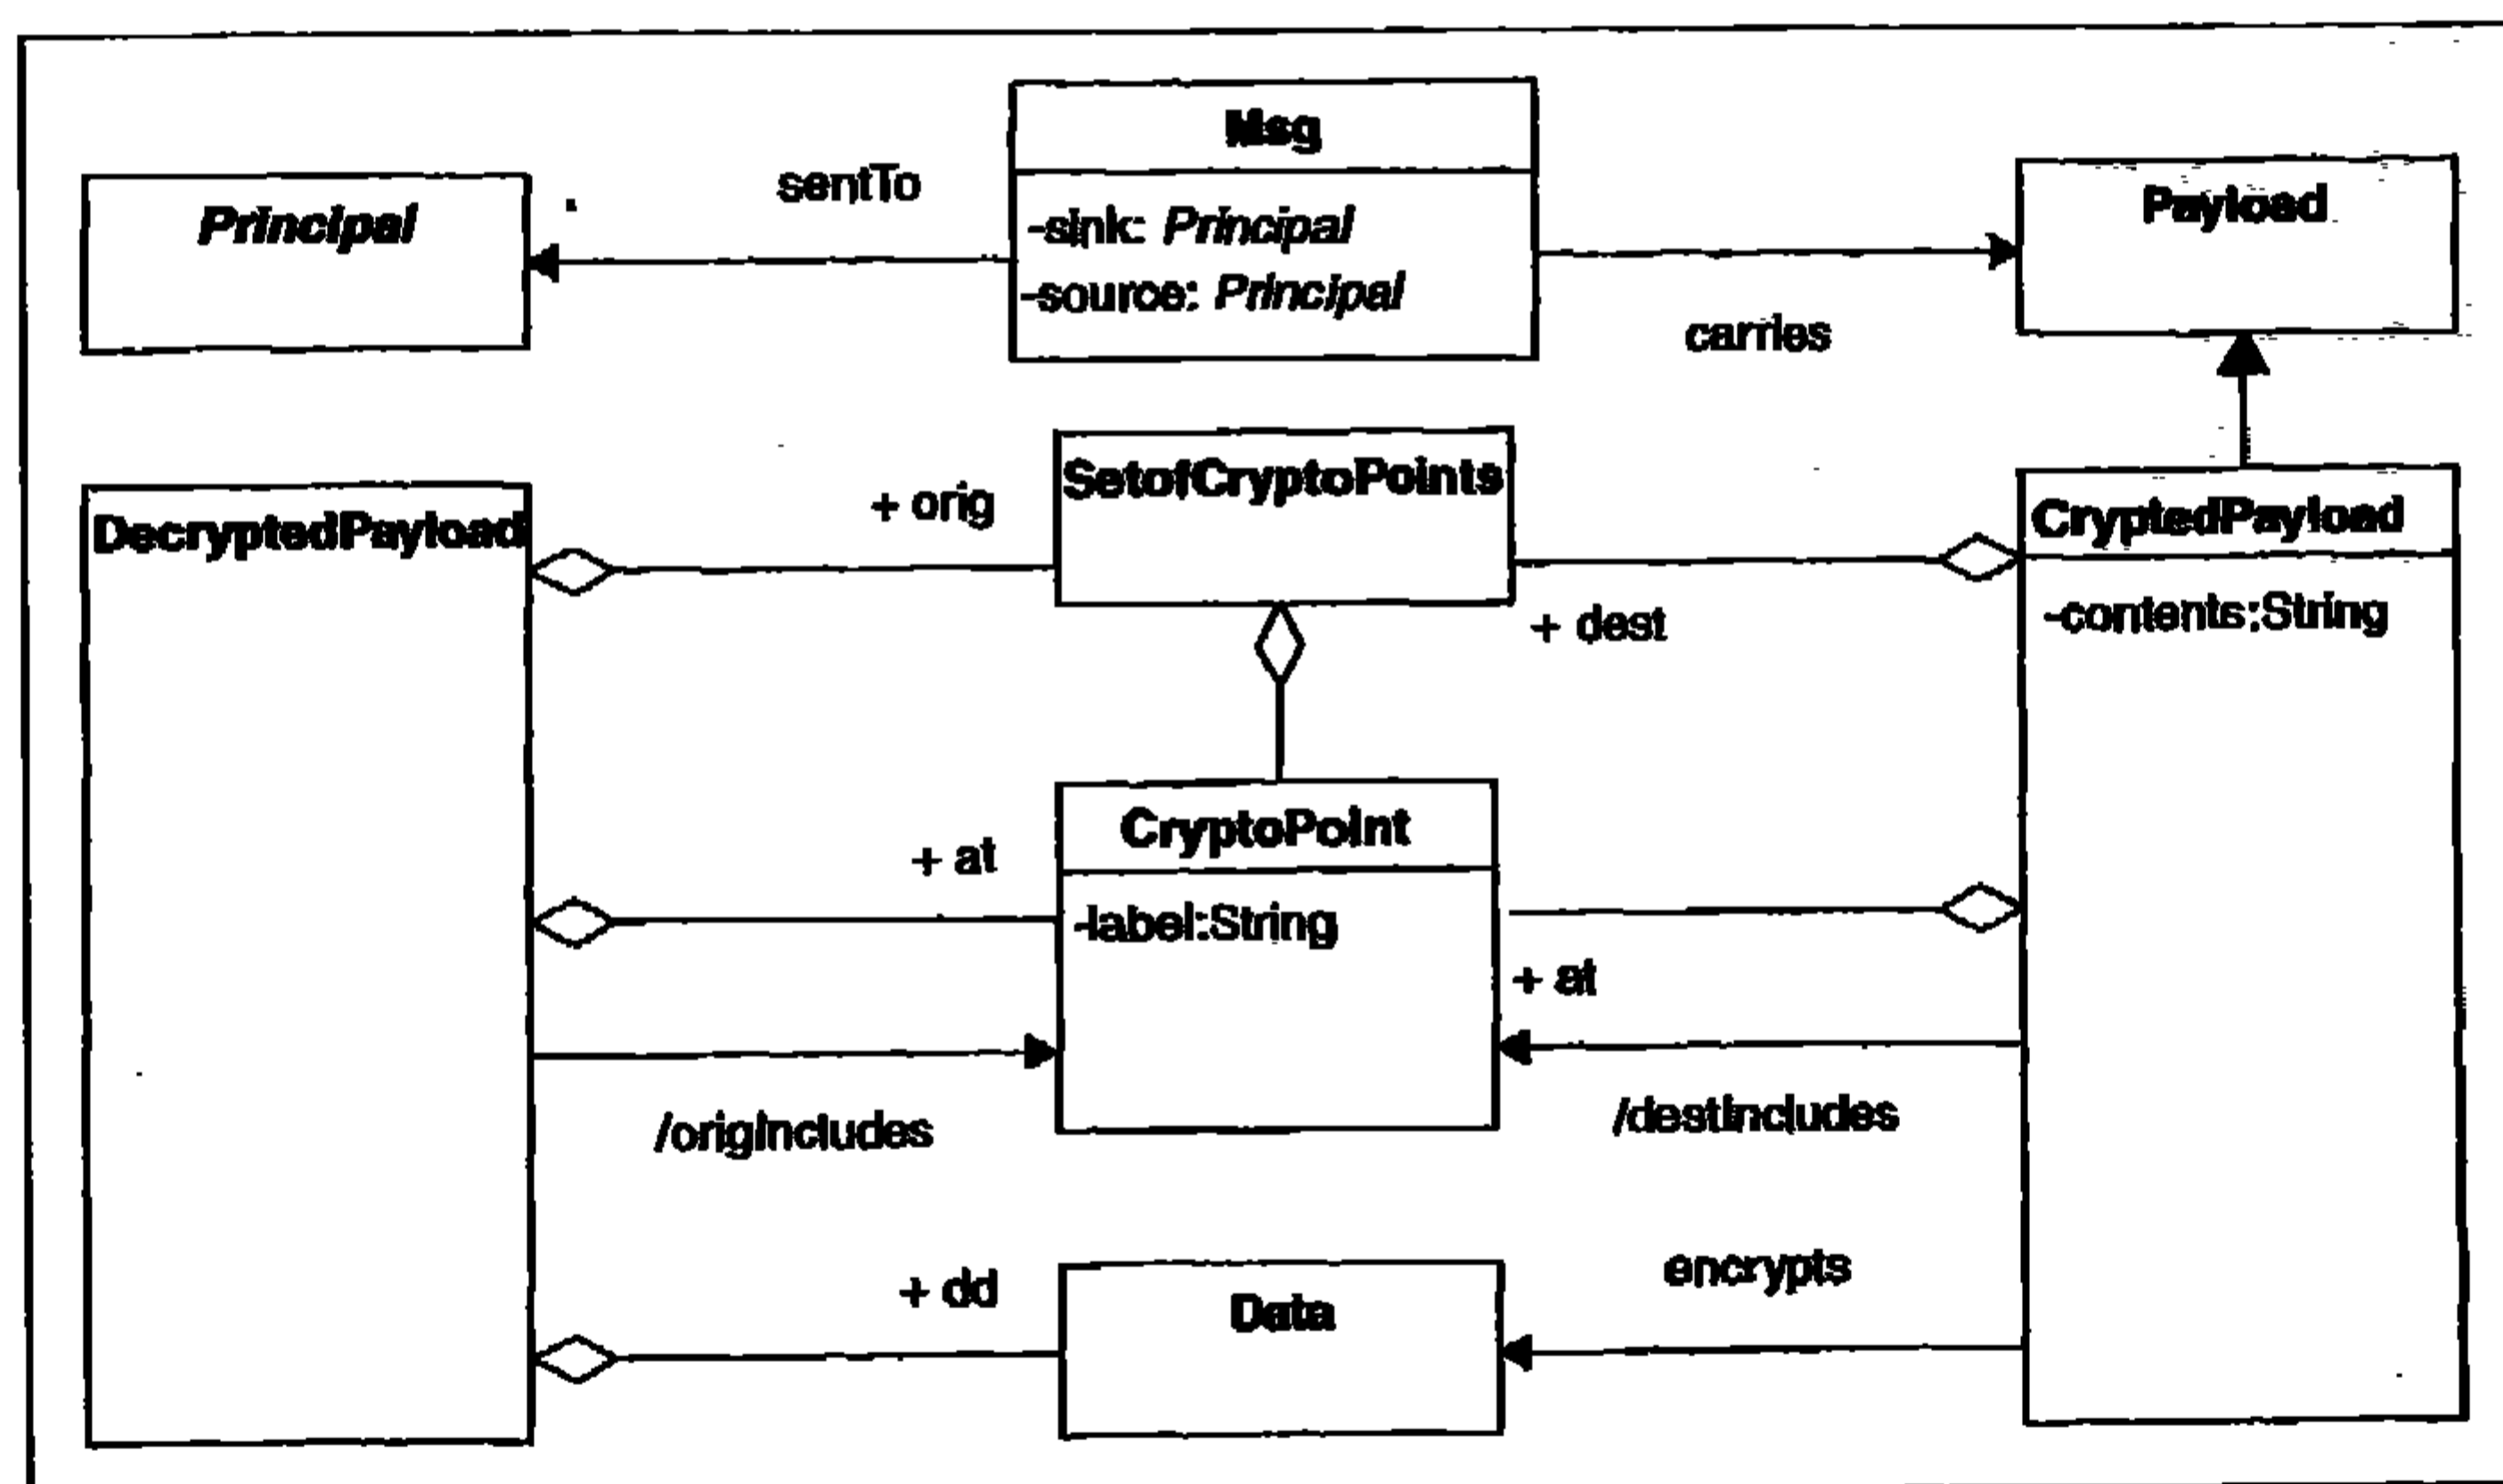 Msg
Principal
sentTo
-sink: Principal
-source: Principal
Payload
carries
SetofCryptoPoints
DecryptedPayload
+ orig
CryptedPayload
-contents:String
+ dest
CryptoPoint
+ at
-label:String
+ at
/origIncludes
/destIncludes
encrypts
+ dd
Data